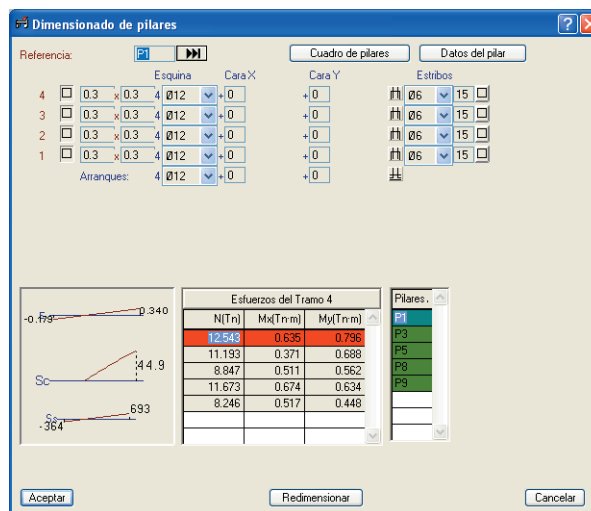 Dimensionado de pilares
Referencia: P1 Cuadro de pilares Datos del pilar
Esquina Cara X Cara Y Estribos
4 0.3 x 0.3 4 Ø12 + 0 + 0 Ø6 15
3 0.3 x 0.3 4 Ø12 + 0 + 0 Ø6 15
2 0.3 x 0.3 4 Ø12 + 0 + 0 Ø6 15
1 0.3 x 0.3 4 Ø12 + 0 + 0 Ø6 15
Arranques: 4 Ø12 + 0 + 0
0.340
44.9
Sc
693
-364
Esfuerzos del Tramo 4
N(Tn) Mx(Tn·m) My(Tn·m)
12.543 0.635 0.796
11.193 0.371 0.688
8.847 0.511 0.562
11.673 0.674 0.634
8.246 0.517 0.448
Pilares.
P1
P3
P5
P8
P9
Aceptar Redimensionar Cancelar